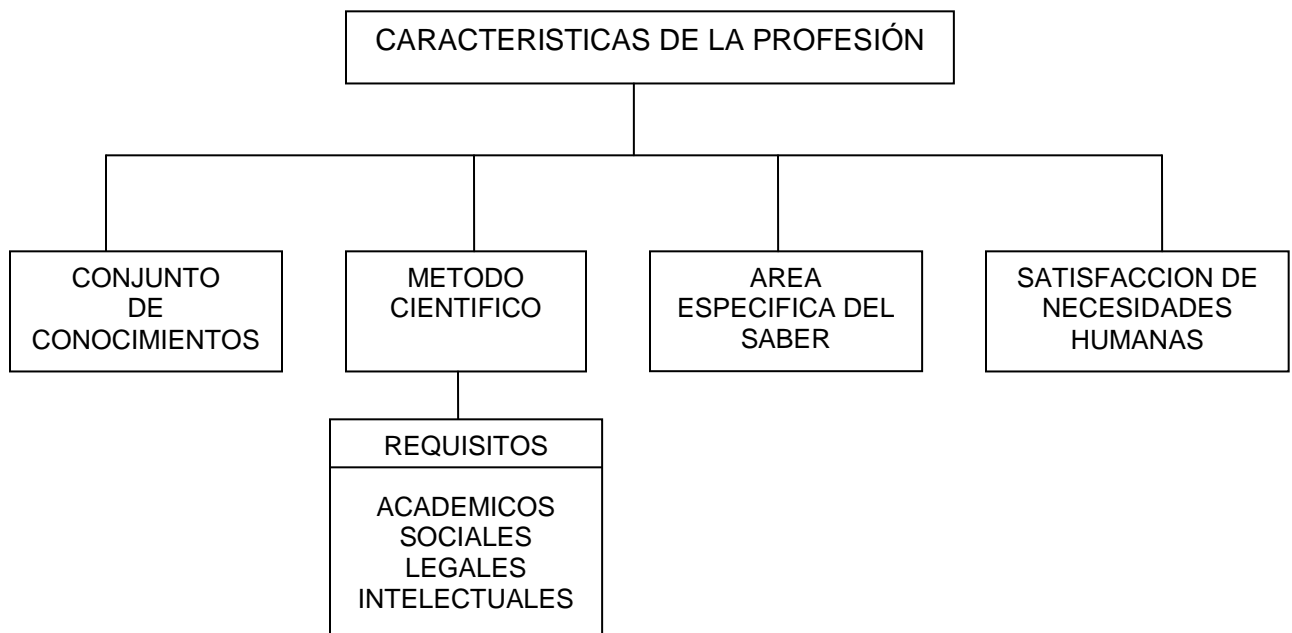 CARACTERISTICAS DE LA PROFESIÓN
CONJUNTO
DE
CONOCIMIENTOS
METODO
CIENTIFICO
AREA
ESPECIFICA DEL
SABER
SATISFACCION DE
NECESIDADES
HUMANAS
REQUISITOS
ACADEMICOS
SOCIALES
LEGALES
INTELECTUALES